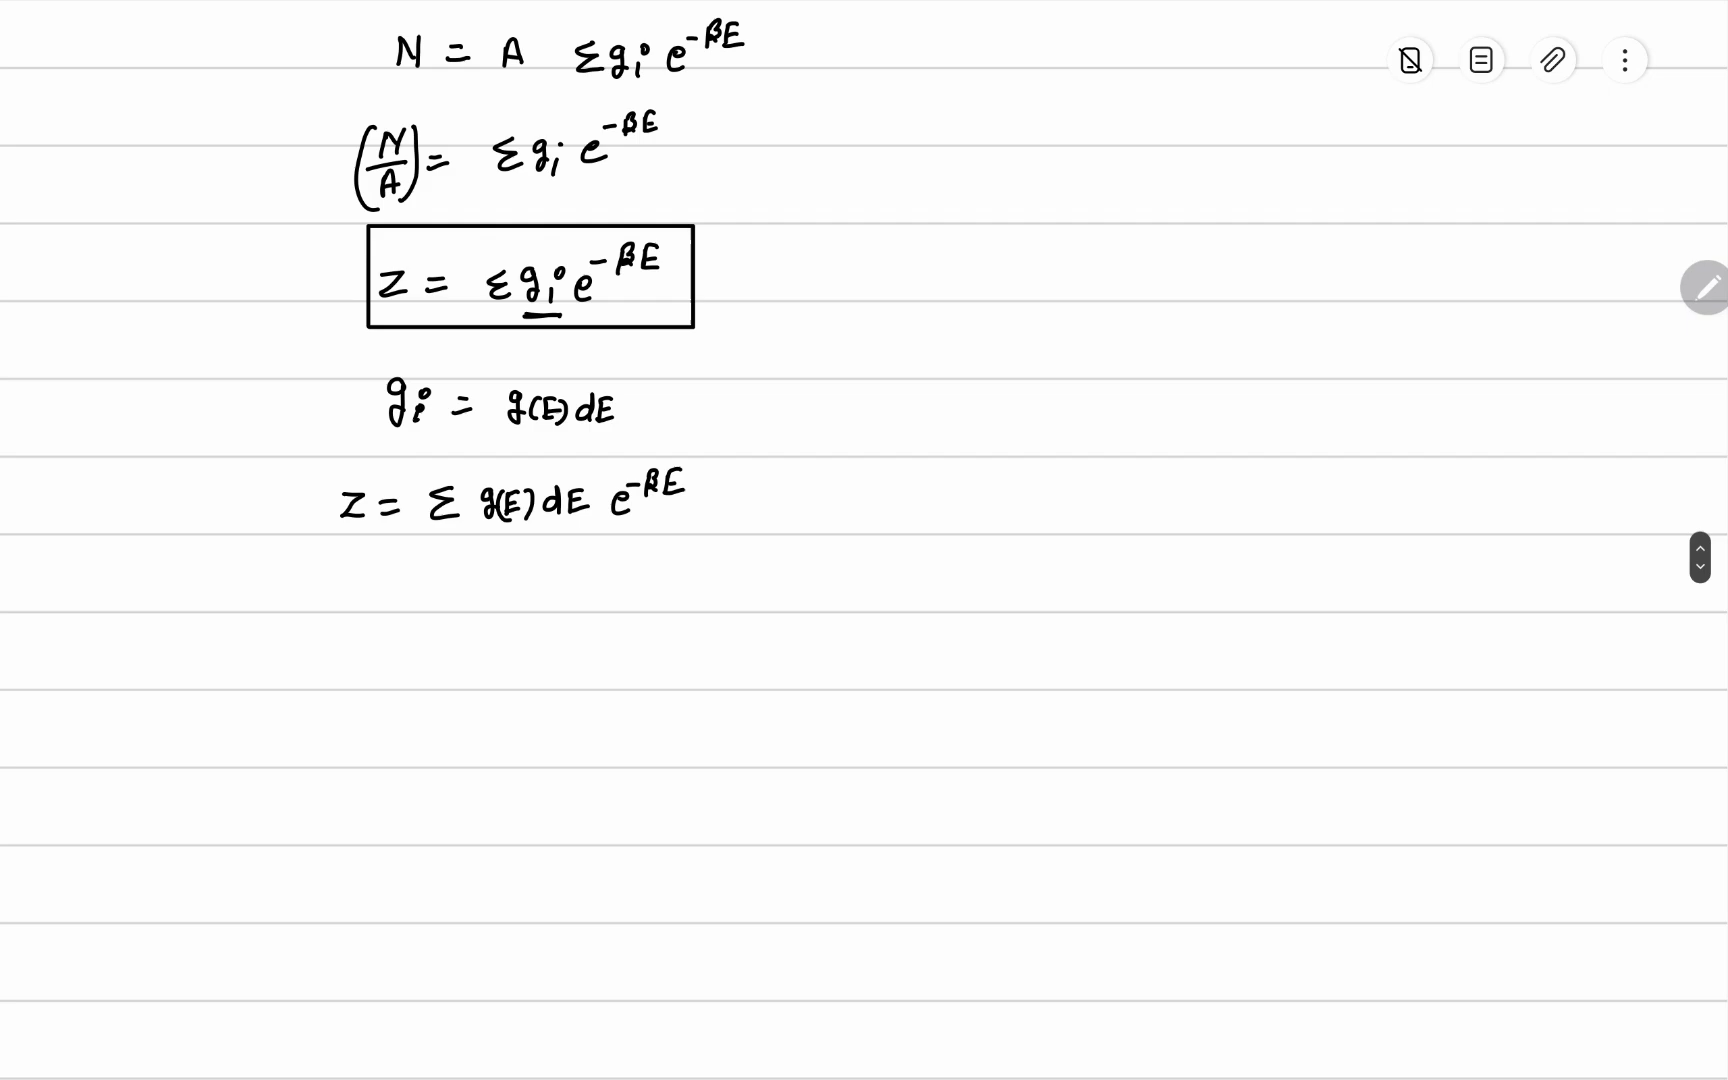 N = A Σgᵢ e^{-βE}
(N/A) = Σgᵢ e^{-βE}
Z = Σgᵢ e^{-βE}
gᵢ = g(E) dE
Z = Σ g(E) dE e^{-βE}